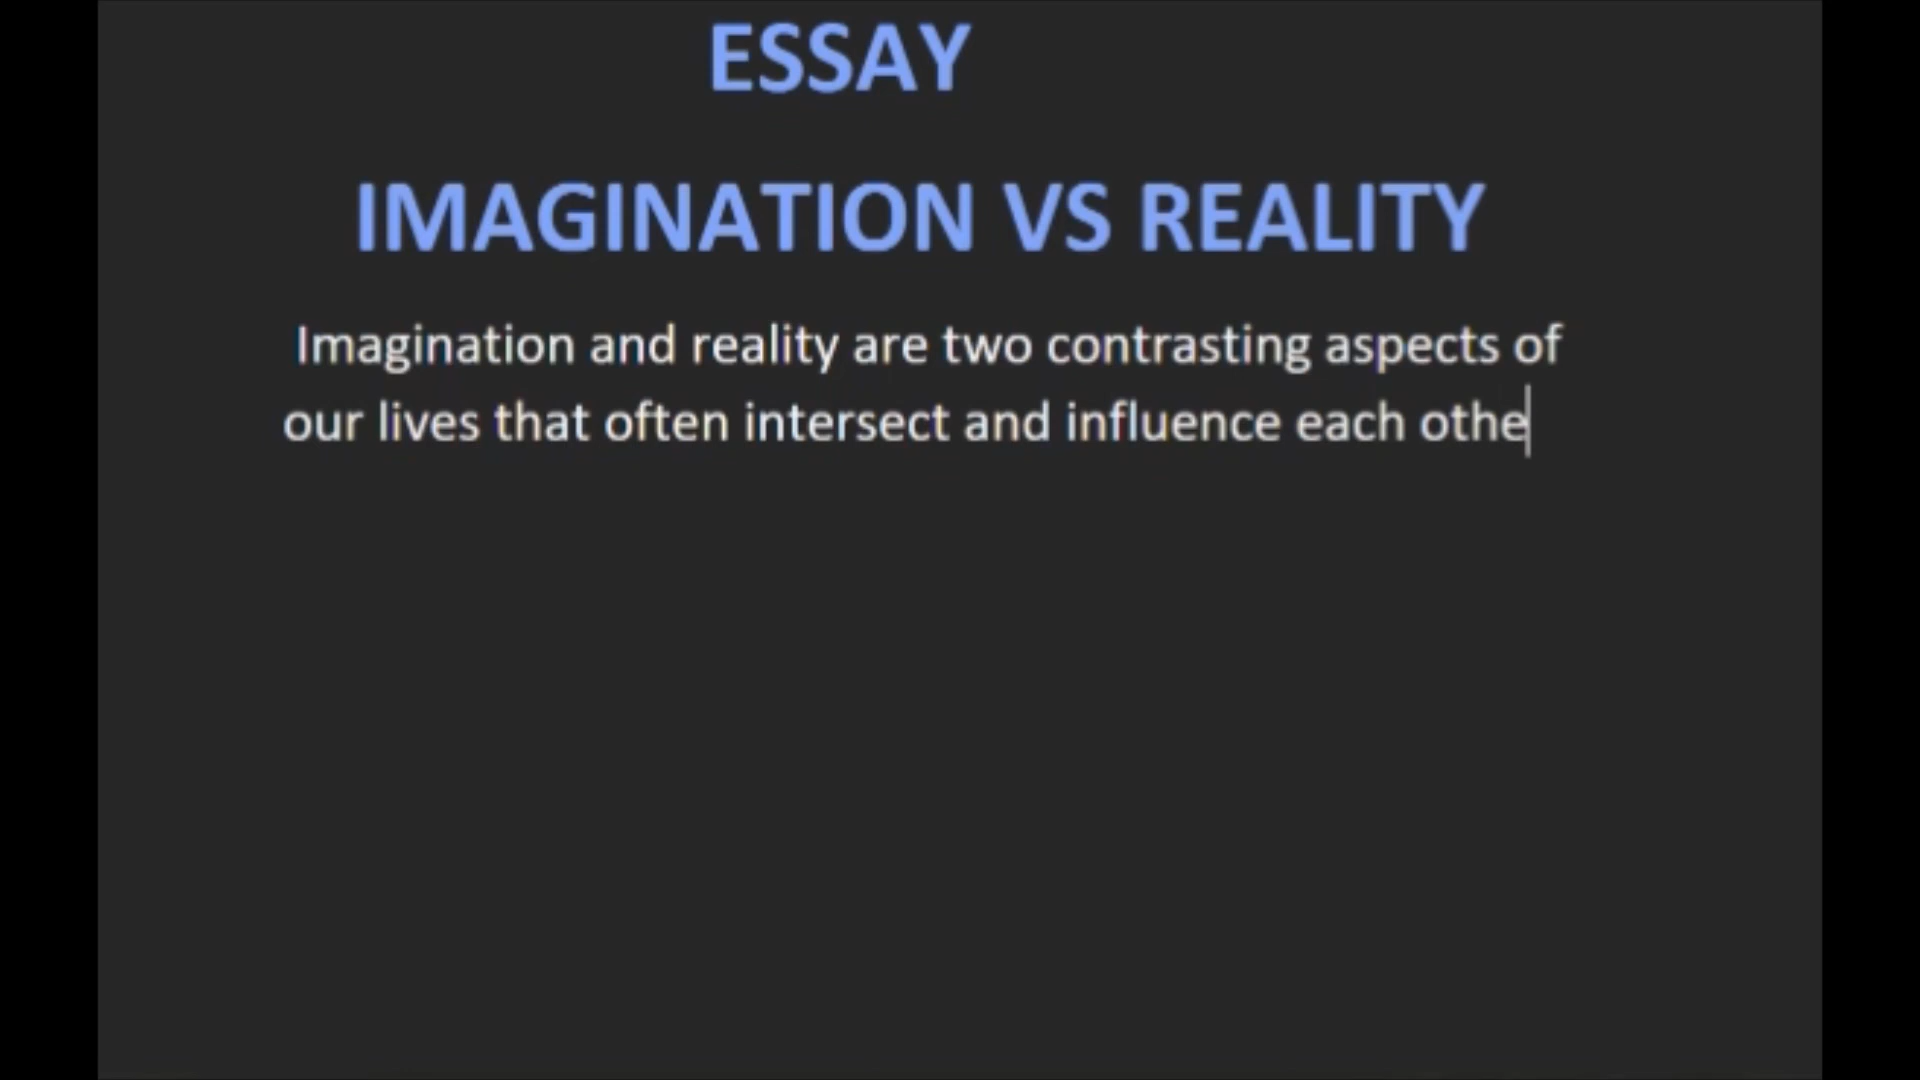 ESSAY
IMAGINATION VS REALITY
Imagination and reality are two contrasting aspects of
our lives that often intersect and influence each othe